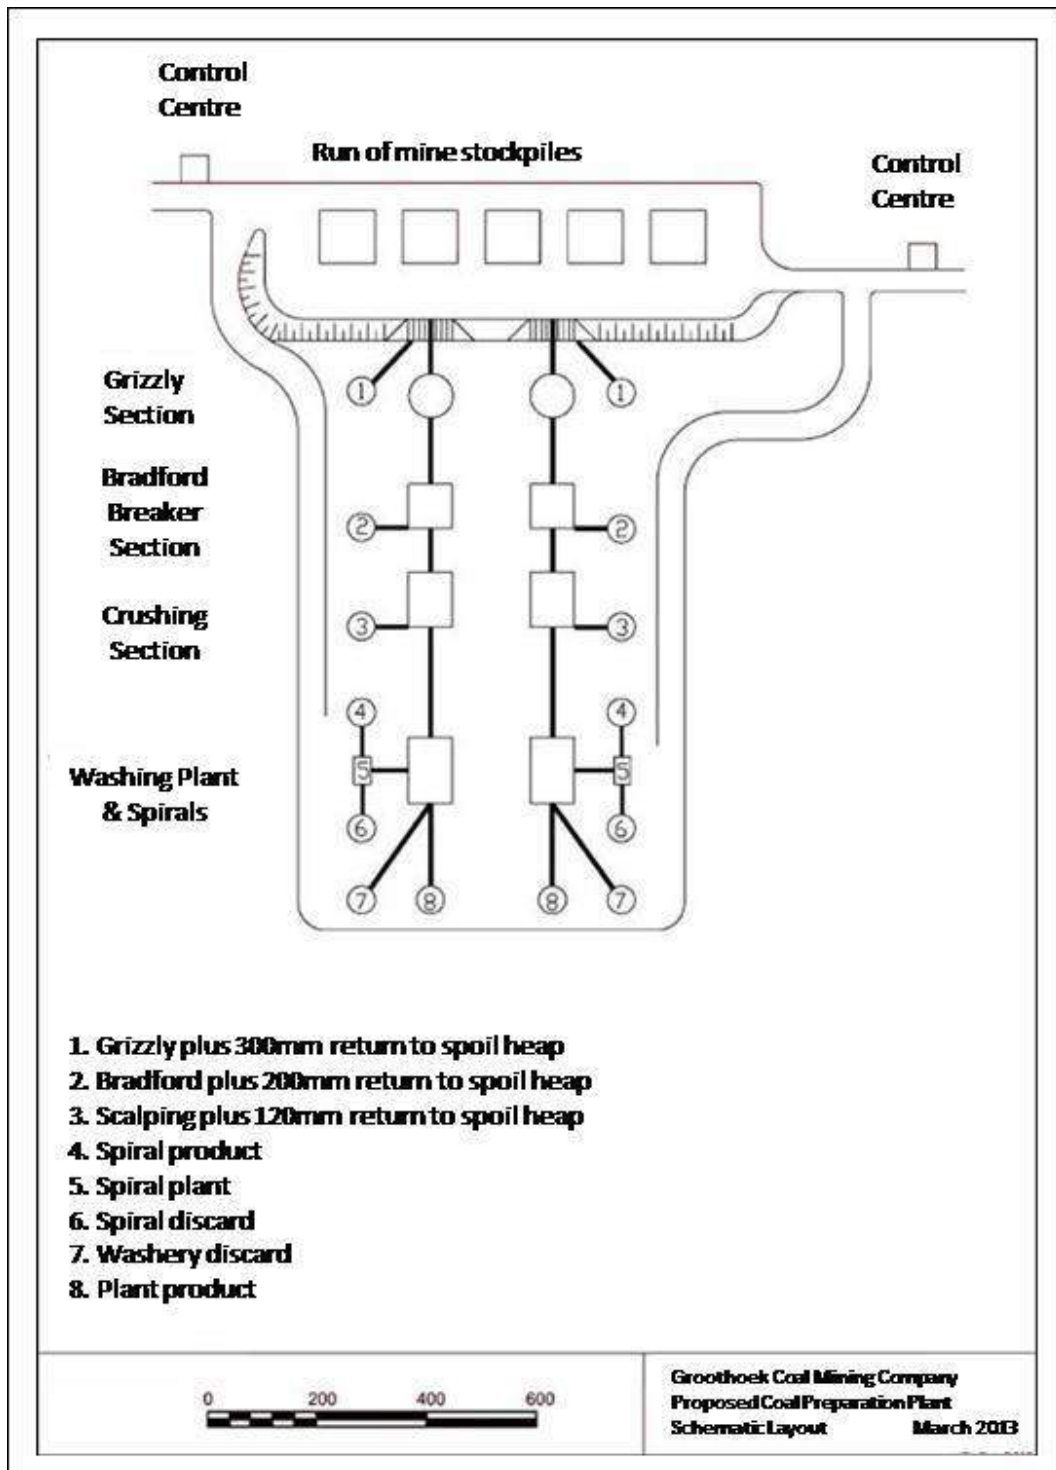 Control
Centre
Run of mine stockpiles
Control
Centre
1
1
Grizzly
Section
Bradford
Breaker
Section
2
2
Crushing
Section
3
3
4
4
Washing Plant
& Spirals
5
5
6
6
7
8
8
7
1. Grizzly plus 300mm return to spoil heap
2. Bradford plus 200mm return to spoil heap
3. Scalping plus 120mm return to spoil heap
4. Spiral product
5. Spiral plant
6. Spiral discard
7. Washery discard
8. Plant product
0 200 400 600
Groothoek Coal Mining Company
Proposed Coal Preparation Plant
Schematic Layout March 2013